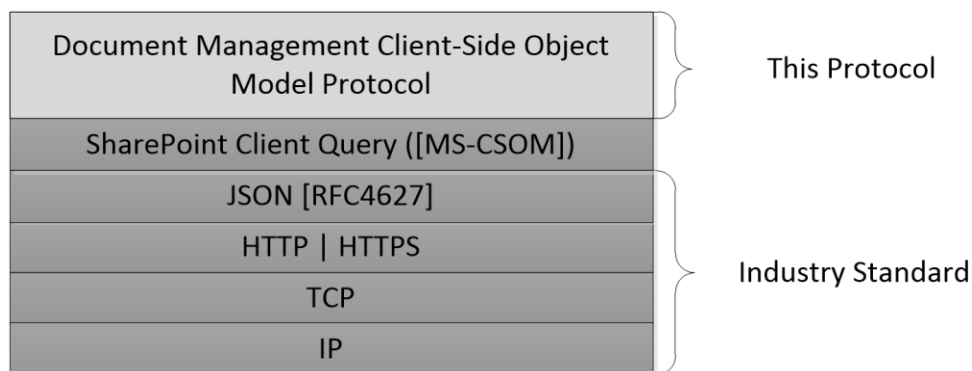 Document Management Client-Side Object
Model Protocol
This Protocol
SharePoint Client Query ([MS-CSOM])
JSON [RFC4627]
HTTP | HTTPS
Industry Standard
TCP
IP